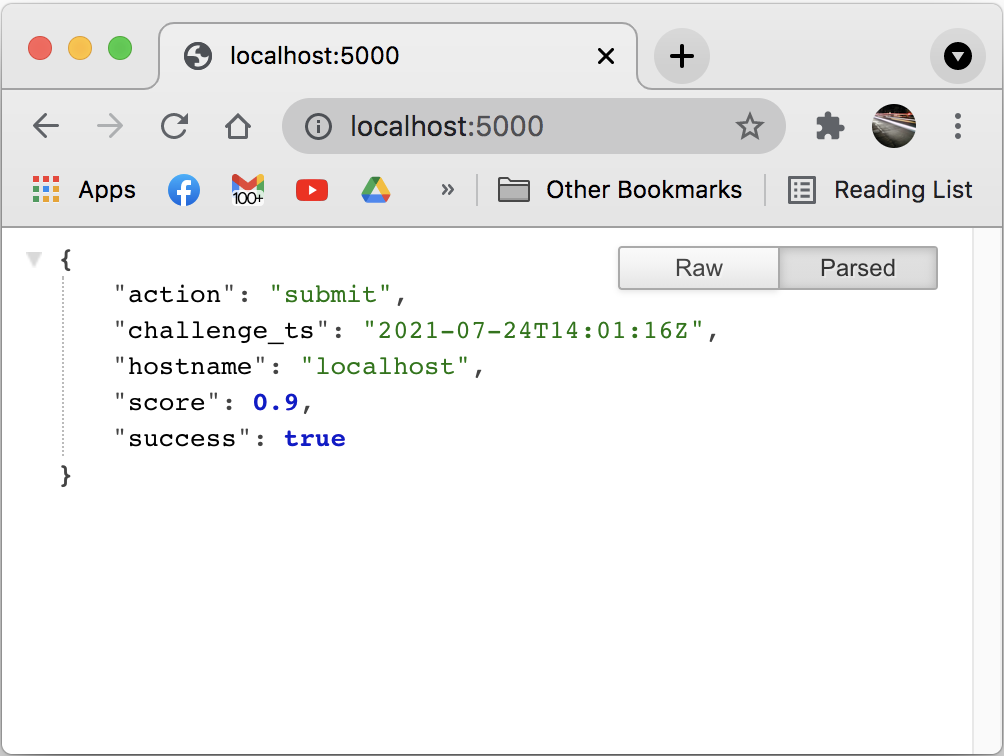 localhost:5000
localhost:5000
Apps
100+
» Other Bookmarks
Reading List
Raw Parsed
{
"action": "submit",
"challenge_ts": "2021-07-24T14:01:16Z",
"hostname": "localhost",
"score": 0.9,
"success": true
}